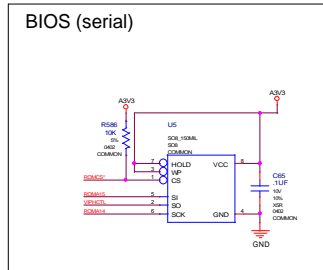 BIOS (serial)
A3V3
A3V3
R586
10K
5%
0402
COMMON
U5
SO8_150MIL
SO8
COMMON
7
HOLD
VCC
8
3
WP
1
CS
ROMCS*
C65
.1UF
10V
10%
X5R
0402
COMMON
ROMA15
5
SI
VIPHCTL
2
SO
ROMA14
6
SCK
GND
4
GND